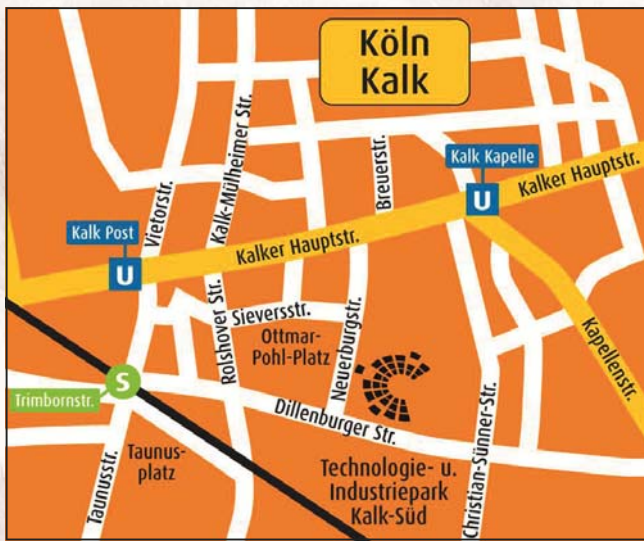 Köln
Kalk
Kalk Kapelle
U
Kalker Hauptstr.
Kalk-Mülheimer Str.
Breuerstr.
Vietorstr.
Kalk Post
U
Kalker Hauptstr.
Sieversstr.
Rolshover Str.
Ottmar-
Pohl-Platz
Neuerburgstr.
Kapellenstr.
S
Trimbornstr.
Dillenburger Str.
Christian-Sünner-Str.
Taunusstr.
Taunus-
platz
Technologie- u.
Industriepark
Kalk-Süd